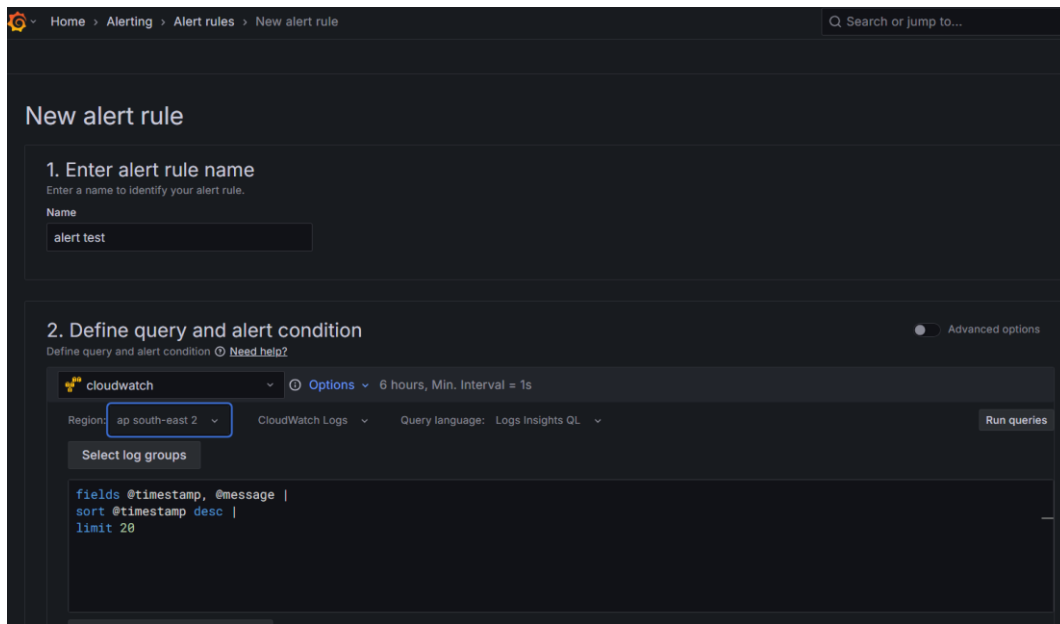 Home > Alerting > Alert rules > New alert rule
Search or jump to...
New alert rule
1. Enter alert rule name
Enter a name to identify your alert rule.
Name
alert test
2. Define query and alert condition
Advanced options
Define query and alert condition Need help?
cloudwatch Options 6 hours, Min. Interval = 1s
Region: ap south-east 2 CloudWatch Logs Query language: Logs Insights QL Run queries
Select log groups
fields @timestamp, @message |
sort @timestamp desc |
limit 20